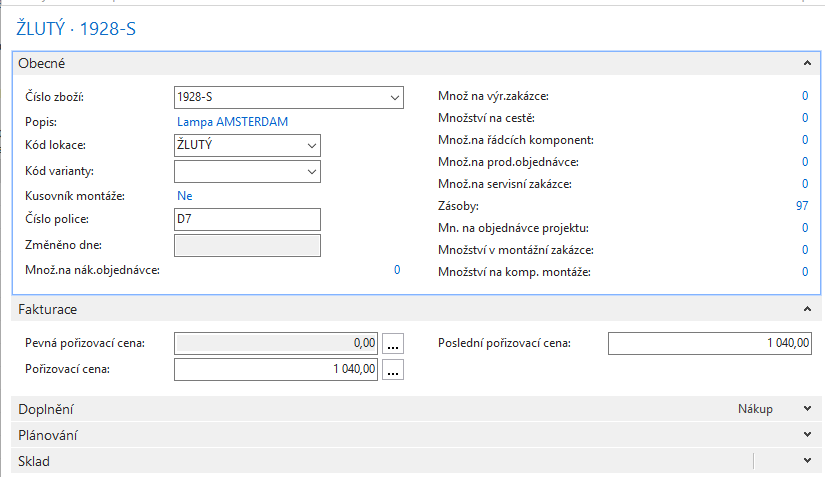 ŽLUTÝ · 1928-S
Obecné
Číslo zboží: 1928-S
Popis: Lampa AMSTERDAM
Kód lokace: ŽLUTÝ
Kód varianty:
Kusovník montáže: Ne
Číslo police: D7
Změněno dne:
Množ.na nák.objednávce: 0
Množ na výr.zakázce: 0
Množství na cestě: 0
Množ.na řádcích komponent: 0
Množ.na prod.objednávce: 0
Množ.na servisní zakázce: 0
Zásoby: 97
Mn. na objednávce projektu: 0
Množství v montážní zakázce: 0
Množství na komp. montáže: 0
Fakturace
Pevná pořizovací cena: 0,00 ...
Pořizovací cena: 1 040,00 ...
Poslední pořizovací cena: 1 040,00
Doplnění Nákup
Plánování
Sklad